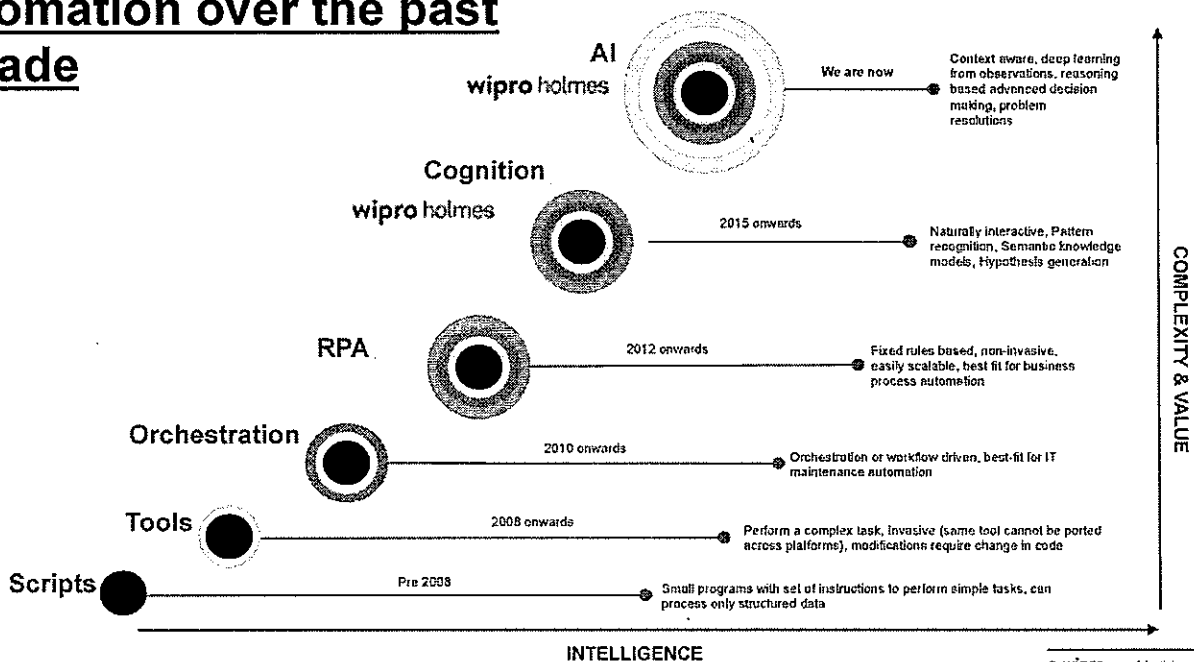 omation over the past
ade
AI
wipro holmes
We are now
Context aware, deep learning
from observations, reasoning
based advanced decision
making, problem
resolutions
Cognition
wipro holmes
2015 onwards
Naturally interactive, Pattern
recognition, Semantic knowledge
models, Hypothesis generation
RPA
2012 onwards
Fixed rules based, non-invasive,
easily scalable, best fit for business
process automation
Orchestration
2010 onwards
Orchestration or workflow driven, best-fit for IT
maintenance automation
Tools
2008 onwards
Perform a complex task, invasive (same tool cannot be ported
across platforms), modifications require change in code
Scripts
Pre 2008
Small programs with set of instructions to perform simple tasks, can
process only structured data
COMPLEXITY & VALUE
INTELLIGENCE